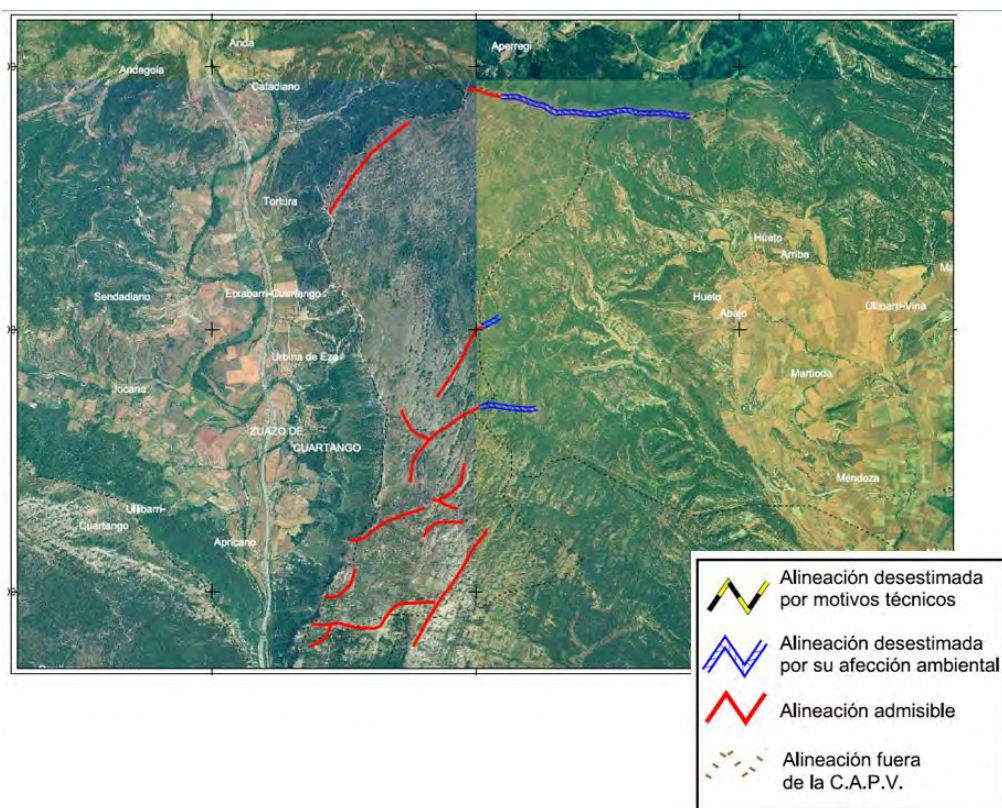 Anda
Aperregi
Andagoia
Catadiano
Tortura
Hueto
Arriba
Sendadiano
Etxabarri-Cuartango
Hueto
Abajo
Ullibarri-Vina
Urbina de Eza
Jocano
Martioda
ZUAZO DE
CUARTANGO
Mendoza
Ullibarri-
Cuartango
Apricano
Alineación desestimada
por motivos técnicos
Alineación desestimada
por su afección ambiental
Alineación admisible
Alineación fuera
de la C.A.P.V.